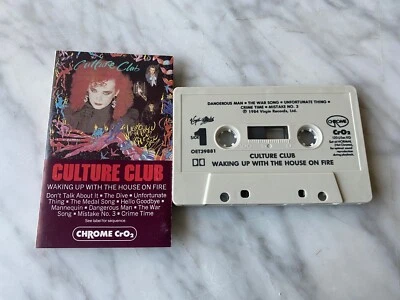 Culture Club
CULTURE CLUB
WAKING UP WITH THE HOUSE ON FIRE
Don't Talk About It • The Dive • Unfortunate
Thing • The Medal Song • Hello Goodbye •
Mannequin • Dangerous Man • The War
Song • Mistake No. 3 • Crime Time
See label for sequence.
CHROME CrO2
DANGEROUS MAN • THE WAR SONG • UNFORTUNATE THING •
CRIME TIME • MISTAKE NO. 3
℗ 1984 Virgin Records, Ltd.
Virgin
CHROME
CrO2
SIDE
1
OET39881
CULTURE CLUB
WAKING UP WITH THE HOUSE ON FIRE